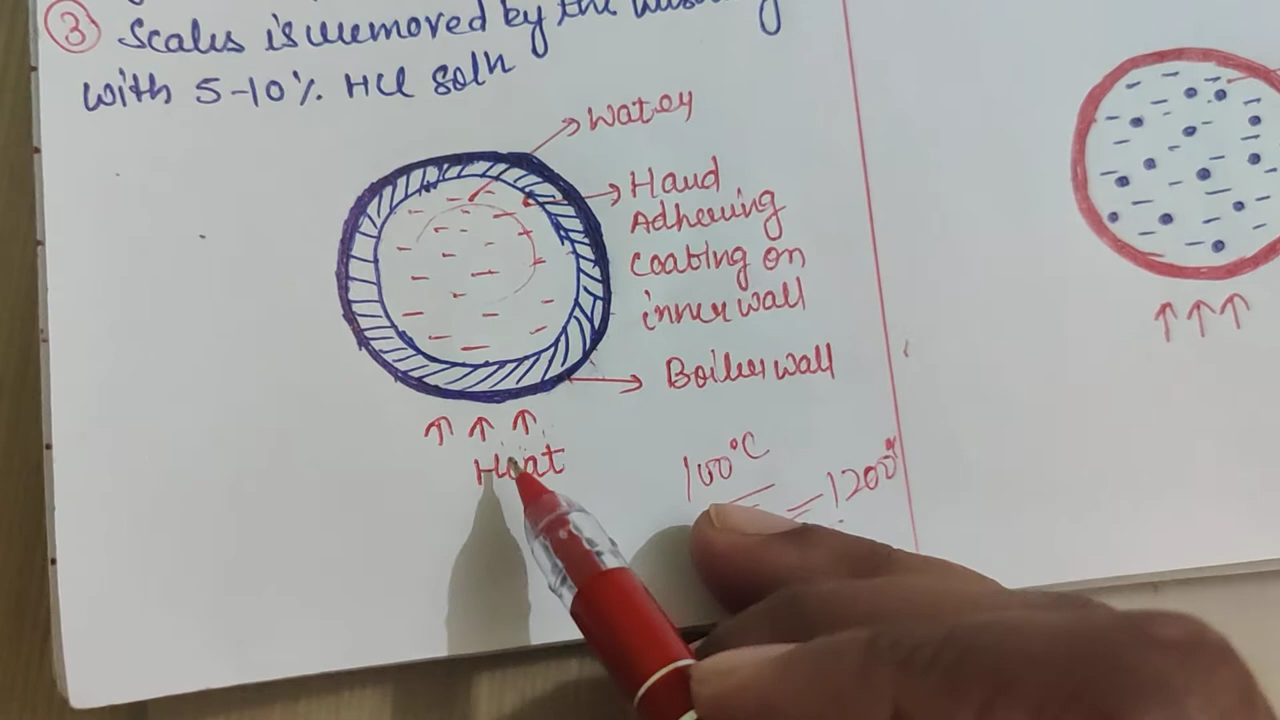 ③ Scales is removed by the
with 5-10% HCl soln
Water
Hard
Adhering
coating on
inner wall
Boiler wall
Heat
100°C
= 1200°